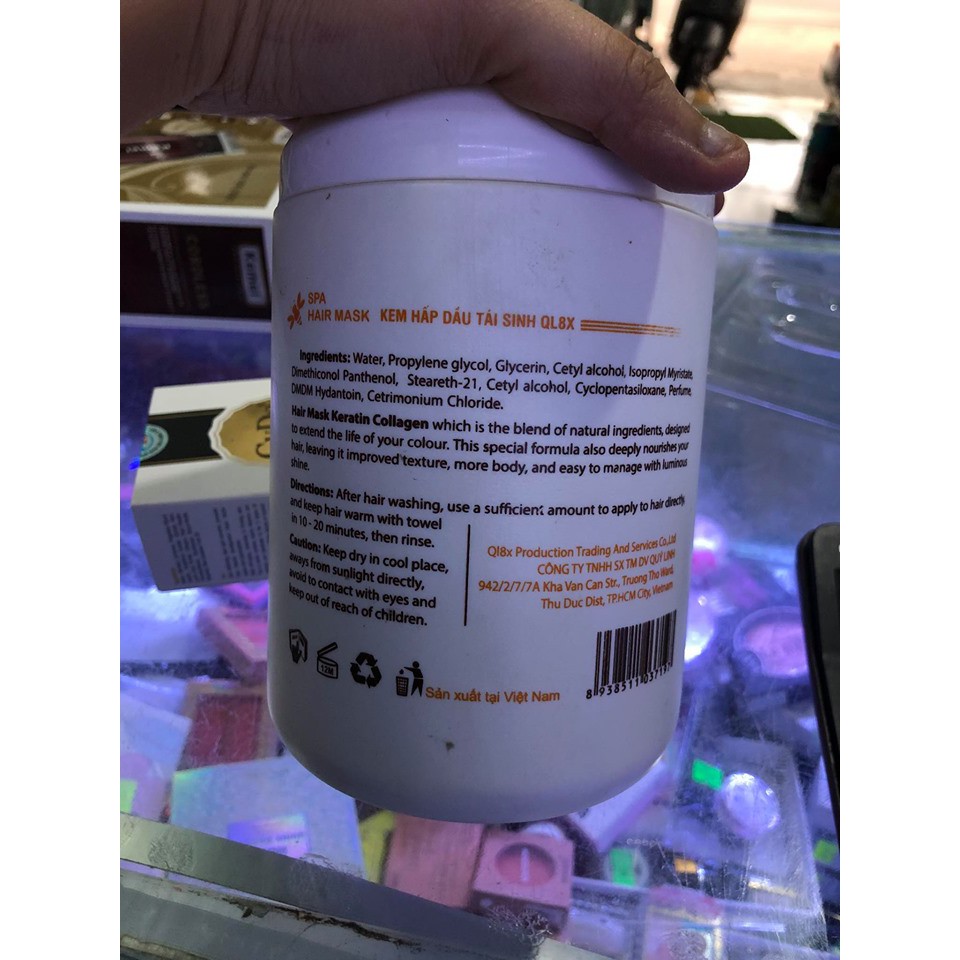 SPA
HAIR MASK KEM HẤP DẦU TÁI SINH QL8X
Ingredients: Water, Propylene glycol, Glycerin, Cetyl alcohol, Isopropyl Myristate,
Dimethiconol Panthenol, Steareth-21, Cetyl alcohol, Cyclopentasiloxane, Perfume,
DMDM Hydantoin, Cetrimonium Chloride.
Hair Mask Keratin Collagen which is the blend of natural ingredients, designed
to extend the life of your colour. This special formula also deeply nourishes your
hair, leaving it improved texture, more body, and easy to manage with luminous
shine.
Directions: After hair washing, use a sufficient amount to apply to hair directly,
and keep hair warm with towel
in 10 - 20 minutes, then rinse.
Caution: Keep dry in cool place,
aways from sunlight directly,
avoid to contact with eyes and
keep out of reach of children.
Ql8x Production Trading And Services Co.,Ltd
CÔNG TY TNHH SX TM DV QUÝ LINH
942/2/7/7A Kha Van Can Str., Truong Tho Ward,
Thu Duc Dist, TP.HCM City, Vietnam
12M
Sản xuất tại Việt Nam
8 938511 03719
Kemei